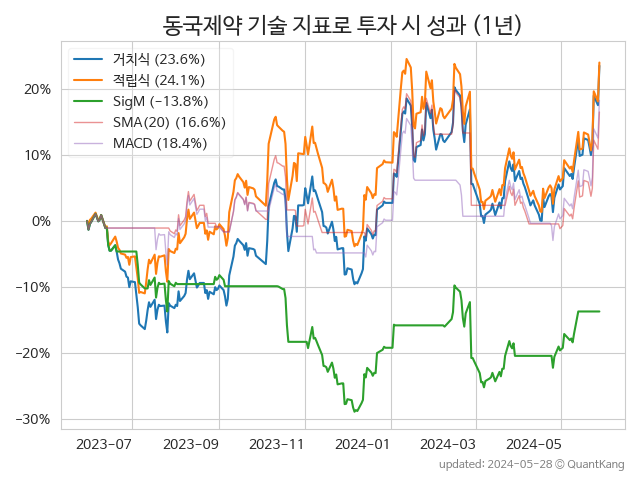 동국제약 기술 지표로 투자 시 성과 (1년)
거치식 (23.6%)
적립식 (24.1%)
SigM (−13.8%)
SMA(20) (16.6%)
MACD (18.4%)
20%
10%
0%
−10%
−20%
−30%
2023-07 2023-09 2023-11 2024-01 2024-03 2024-05
updated: 2024-05-28 ⓒ QuantKang